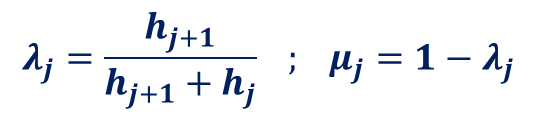 λ_j = h_{j+1} / (h_{j+1} + h_j) ; μ_j = 1 − λ_j